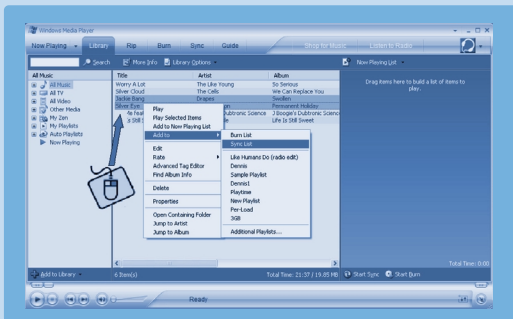 Windows Media Player
Now Playing Library Rip Burn Sync Guide Shop for Music Listen to Radio
Search More Info Library Options Now Playing List
All Music
All Music
All TV
All Video
Other Media
My Zen
My Playlists
Auto Playlists
Now Playing
Title Artist Album
Worry A Lot The Like Young So Serious
Silver Cloud The Cells We Can Replace You
Jackie Bang Drapes Swollen
Silver Eye Permanent Holiday
Dubtronic Science J Boogie's Dubtronic Scienc
s Still Life Is Still Sweet
Drag items here to build a list of items to
play.
Play
Play Selected Items
Add to Now Playing List
Add to
Edit
Rate
Advanced Tag Editor
Find Album Info
Delete
Properties
Open Containing Folder
Jump to Artist
Jump to Album
Burn List
Sync List
Like Humans Do (radio edit)
Dennis
Sample Playlist
Dennis1
Playtime
New Playlist
Per-Load
3GB
Additional Playlists...
Total Time: 0:00
Add to Library 6 Item(s) Total Time: 21:37 / 19.85 MB Start Sync Start Burn
Ready